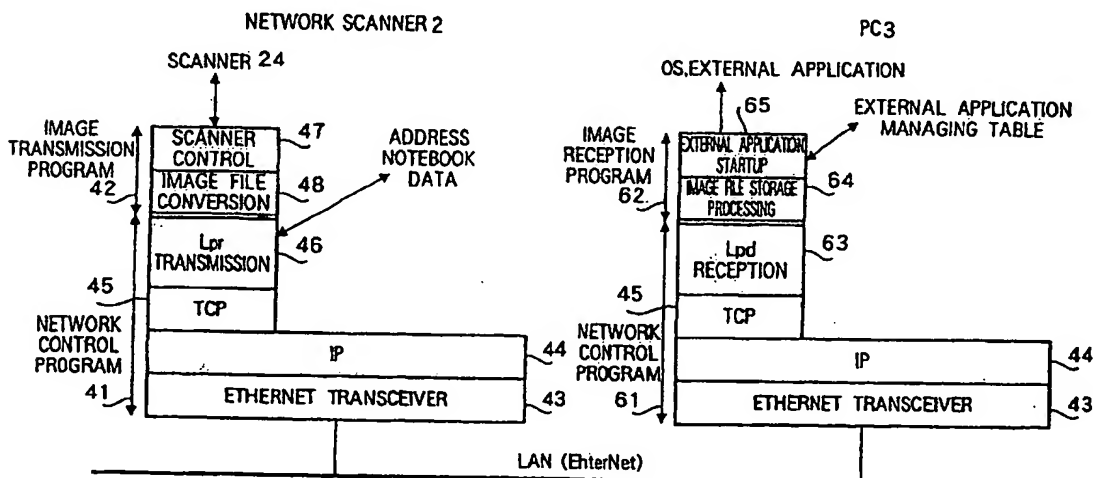 NETWORK SCANNER 2
SCANNER 24
IMAGE
TRANSMISSION
PROGRAM
42
SCANNER
CONTROL
47
IMAGE FILE
CONVERSION
48
ADDRESS
NOTEBOOK
DATA
Lpr
TRANSMISSION
46
45
TCP
NETWORK
CONTROL
PROGRAM
41
IP
44
ETHERNET TRANSCEIVER
43
PC3
OS,EXTERNAL APPLICATION
65
EXTERNAL APPLICATION
MANAGING TABLE
IMAGE
RECEPTION
PROGRAM
62
EXTERNAL APPLICATION
STARTUP
IMAGE FILE STORAGE
PROCESSING
64
Lpd
RECEPTION
63
45
TCP
NETWORK
CONTROL
PROGRAM
61
IP
44
ETHERNET TRANSCEIVER
43
LAN (EhterNet)